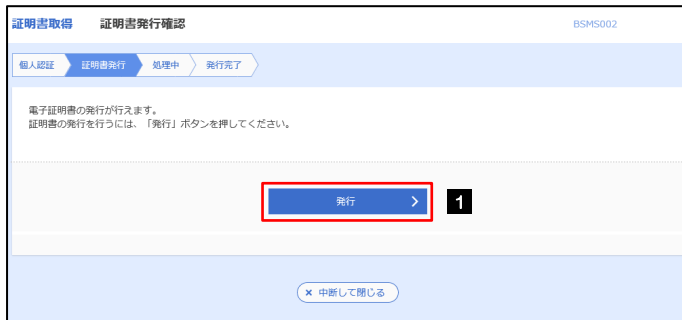 証明書取得 証明書発行確認 BSMS002
個人認証 証明書発行 処理中 発行完了
電子証明書の発行が行えます。
証明書の発行を行うには、「発行」ボタンを押してください。
発行 1
× 中断して閉じる